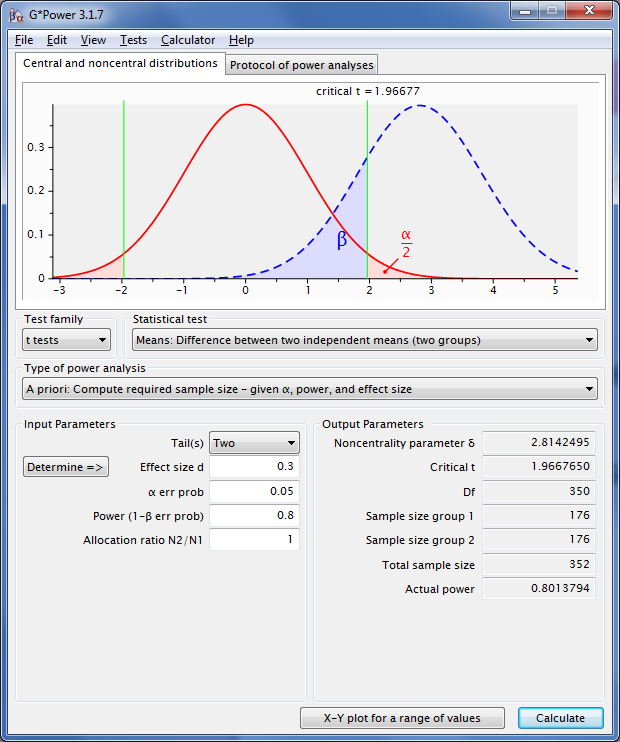 G*Power 3.1.7
File Edit View Tests Calculator Help
Central and noncentral distributions Protocol of power analyses
critical t = 1.96677
0.3
0.2
0.1
0
β
α
2
-3 -2 -1 0 1 2 3 4 5
Test family Statistical test
t tests Means: Difference between two independent means (two groups)
Type of power analysis
A priori: Compute required sample size - given α, power, and effect size
Input Parameters Output Parameters
Tail(s) Two Noncentrality parameter δ 2.8142495
Determine => Effect size d 0.3 Critical t 1.9667650
α err prob 0.05 Df 350
Power (1-β err prob) 0.8 Sample size group 1 176
Allocation ratio N2/N1 1 Sample size group 2 176
Total sample size 352
Actual power 0.8013794
X-Y plot for a range of values Calculate